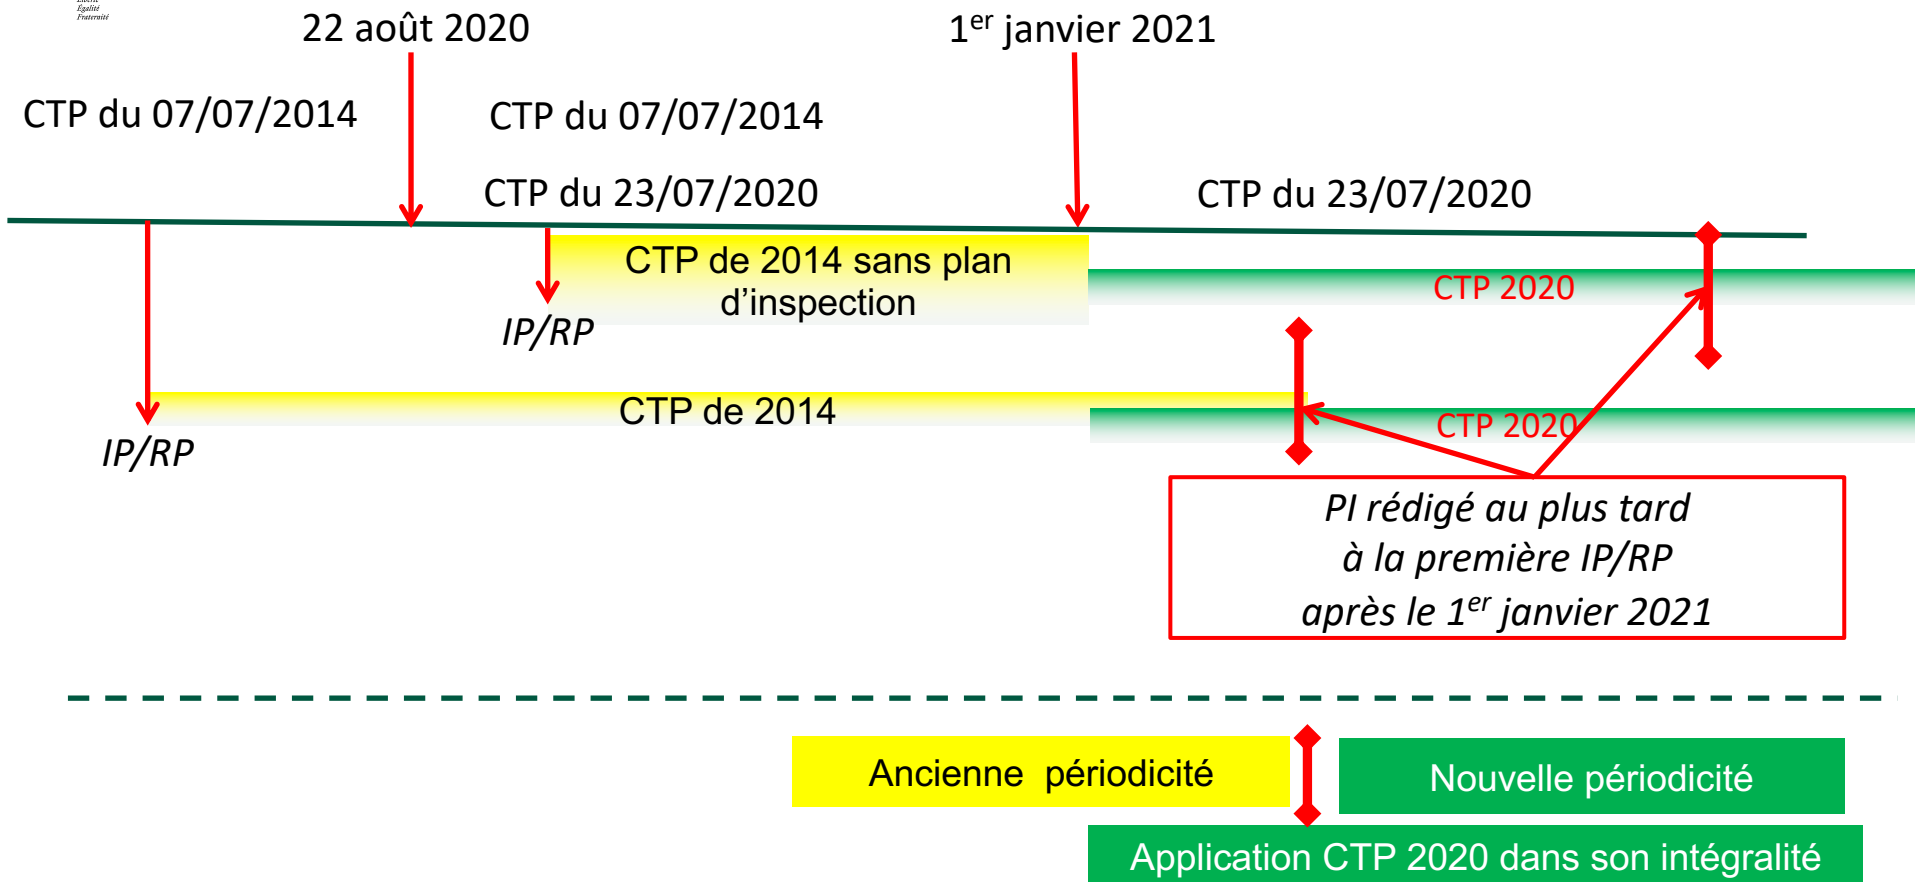 Égalité
Fraternité
22 août 2020
1er janvier 2021
CTP du 07/07/2014
CTP du 07/07/2014
CTP du 23/07/2020
CTP du 23/07/2020
CTP de 2014 sans plan
d’inspection
CTP 2020
IP/RP
CTP de 2014
CTP 2020
IP/RP
PI rédigé au plus tard
à la première IP/RP
après le 1er janvier 2021
Ancienne périodicité
Nouvelle périodicité
Application CTP 2020 dans son intégralité